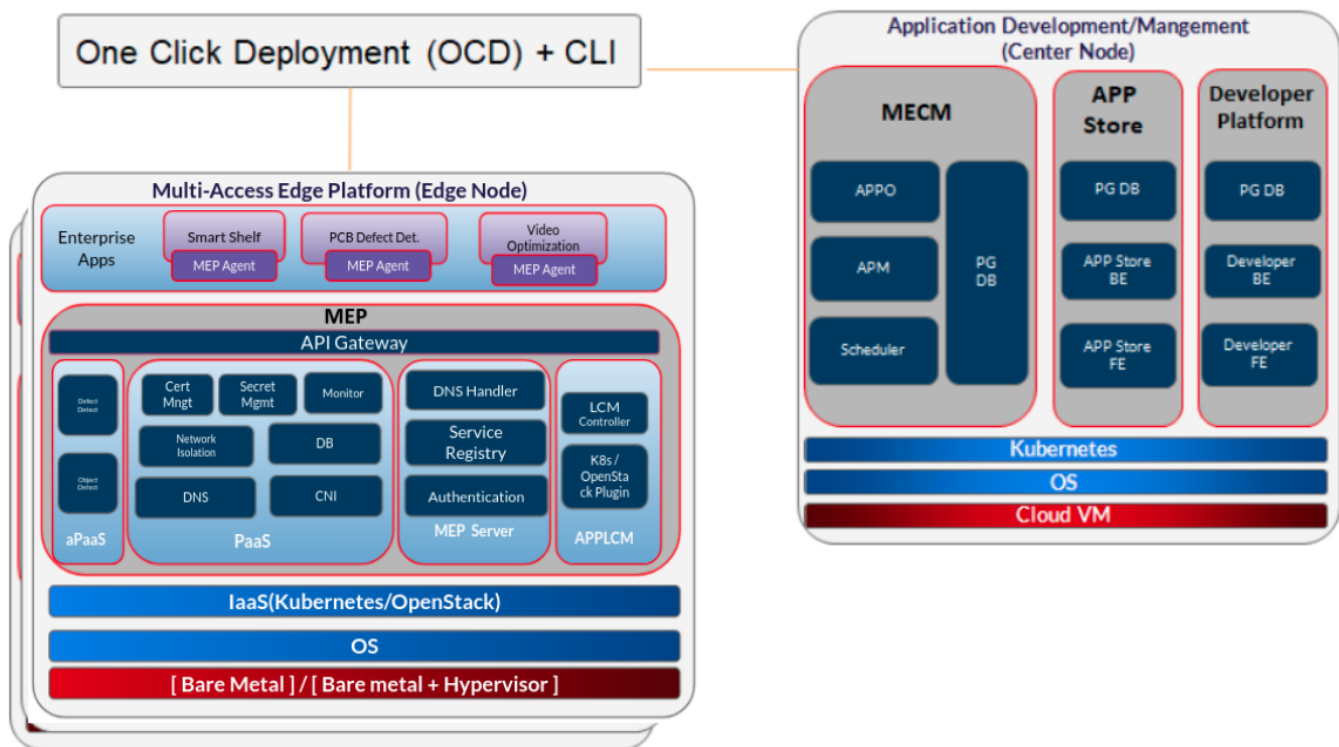 One Click Deployment (OCD) + CLI
Application Development/Mangement
(Center Node)
MECM
APPO
APM
Scheduler
PG
DB
APP
Store
PG DB
APP Store
BE
APP Store
FE
Developer
Platform
PG DB
Developer
BE
Developer
FE
Kubernetes
OS
Cloud VM
Multi-Access Edge Platform (Edge Node)
Enterprise
Apps
Smart Shelf
MEP Agent
PCB Defect Det.
MEP Agent
Video
Optimization
MEP Agent
MEP
API Gateway
Defect
Detect
Object
Detect
aPaaS
Cert
Mngt
Secret
Mgmt
Monitor
Network
Isolation
DB
DNS
CNI
PaaS
DNS Handler
Service
Registry
Authentication
MEP Server
LCM
Controller
K8s /
OpenSta
ck Plugin
APPLCM
IaaS(Kubernetes/OpenStack)
OS
[ Bare Metal ] / [ Bare metal + Hypervisor ]